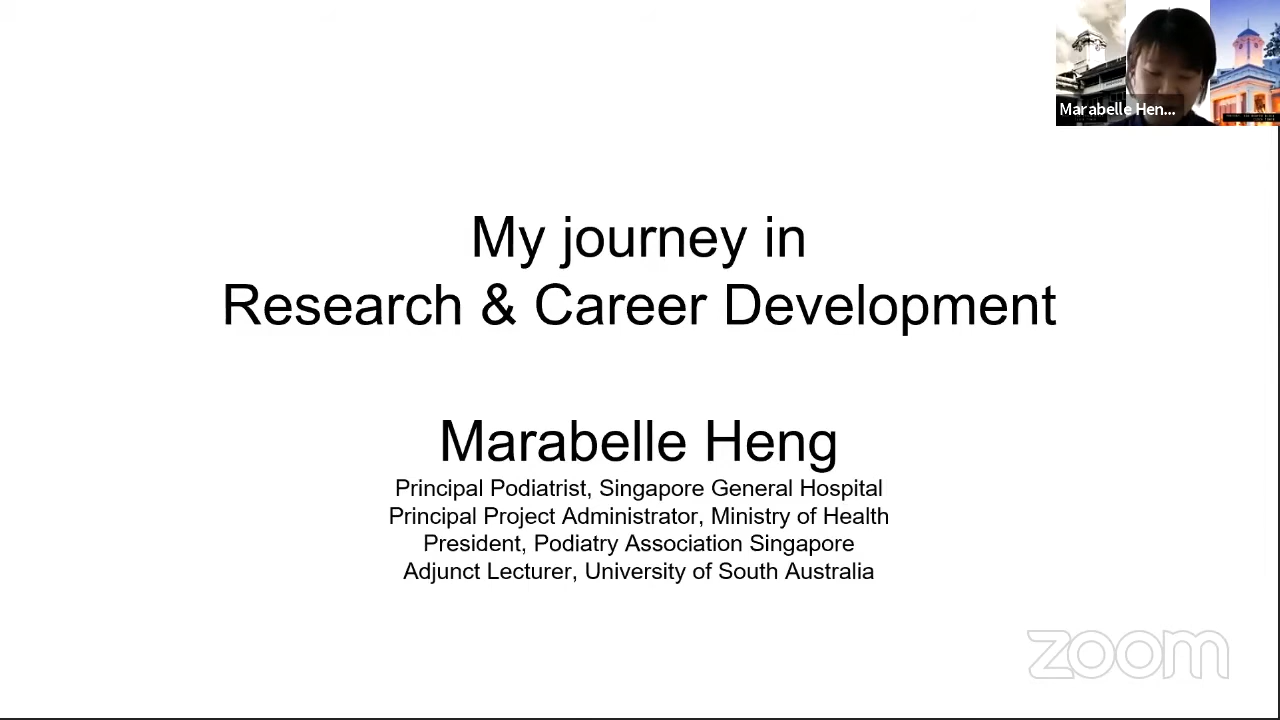 Marabelle Hen...
My journey in
Research & Career Development
Marabelle Heng
Principal Podiatrist, Singapore General Hospital
Principal Project Administrator, Ministry of Health
President, Podiatry Association Singapore
Adjunct Lecturer, University of South Australia
zoom